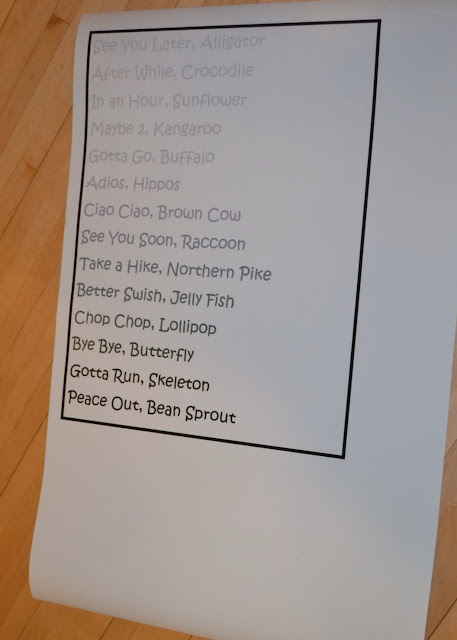 See You Later, Alligator
After While, Crocodile
In an Hour, Sunflower
Maybe 2, Kangaroo
Gotta Go, Buffalo
Adios, Hippos
Ciao Ciao, Brown Cow
See You Soon, Raccoon
Take a Hike, Northern Pike
Better Swish, Jelly Fish
Chop Chop, Lollipop
Bye Bye, Butterfly
Gotta Run, Skeleton
Peace Out, Bean Sprout